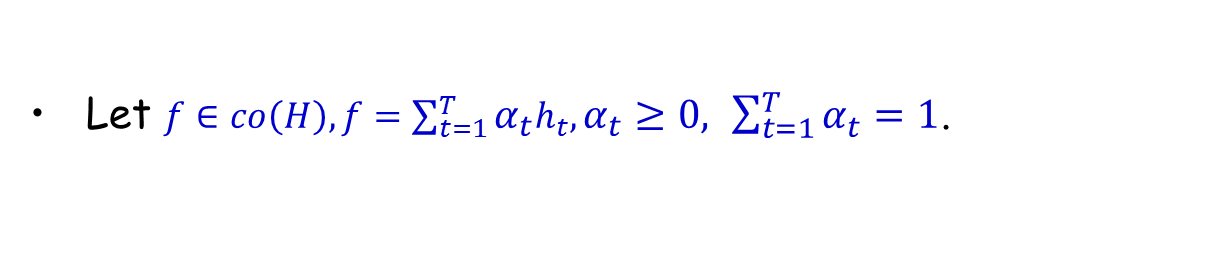 • Let f ∈ co(H), f = ∑_{t=1}^{T} α_t h_t, α_t ≥ 0, ∑_{t=1}^{T} α_t = 1.